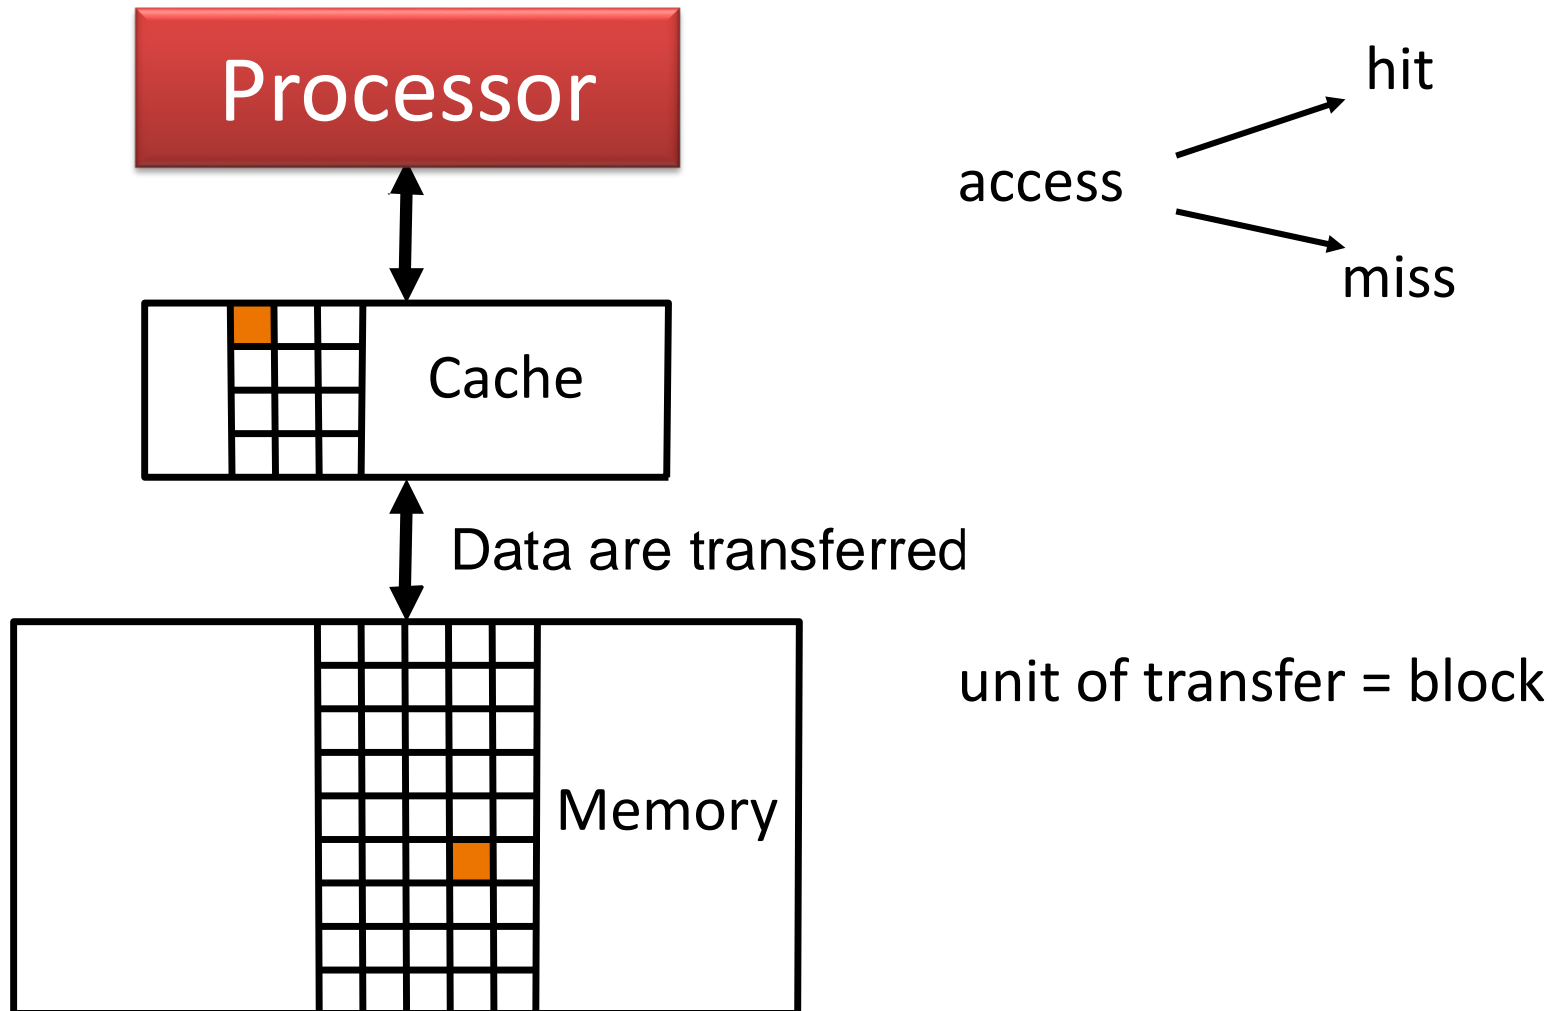 Processor
hit
access
miss
Cache
Data are transferred
unit of transfer = block
Memory